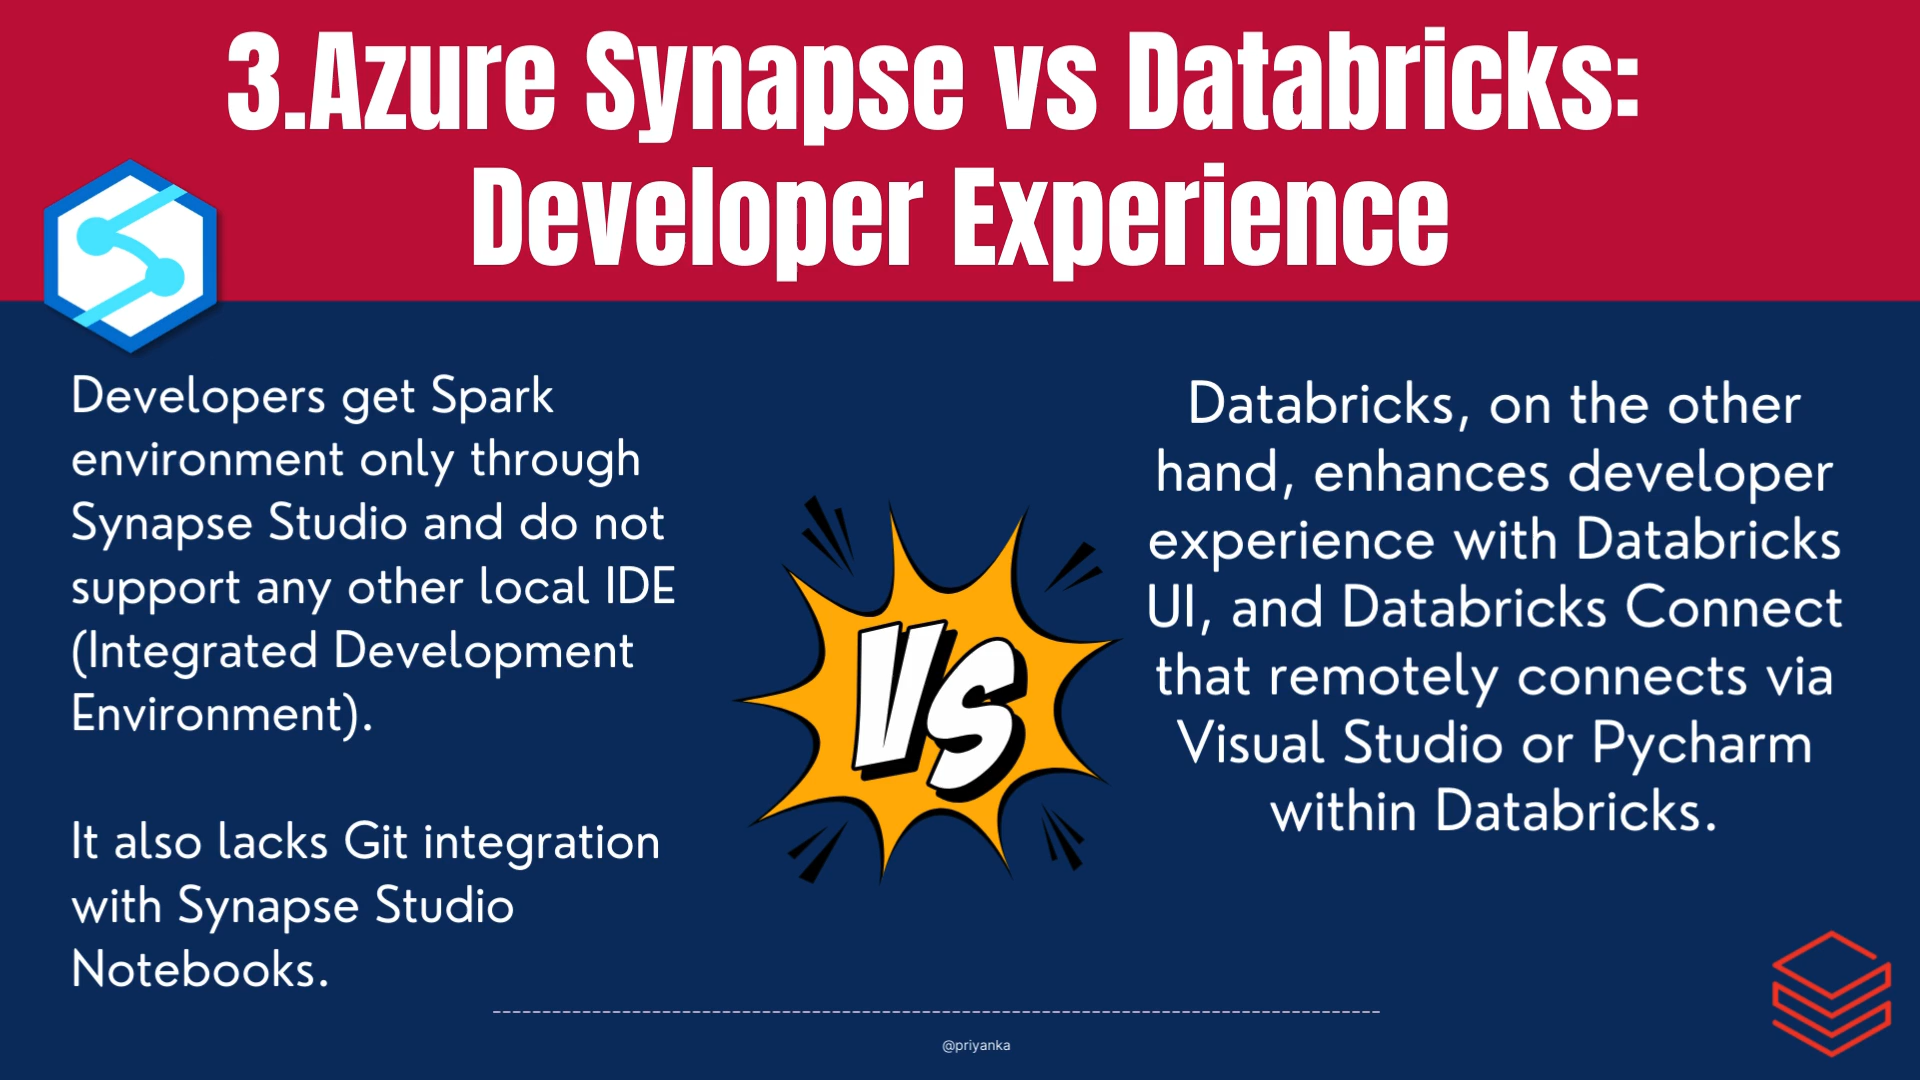 3.Azure Synapse vs Databricks:
Developer Experience
Developers get Spark
environment only through
Synapse Studio and do not
support any other local IDE
(Integrated Development
Environment).
It also lacks Git integration
with Synapse Studio
Notebooks.
VS
Databricks, on the other
hand, enhances developer
experience with Databricks
UI, and Databricks Connect
that remotely connects via
Visual Studio or Pycharm
within Databricks.
@priyanka